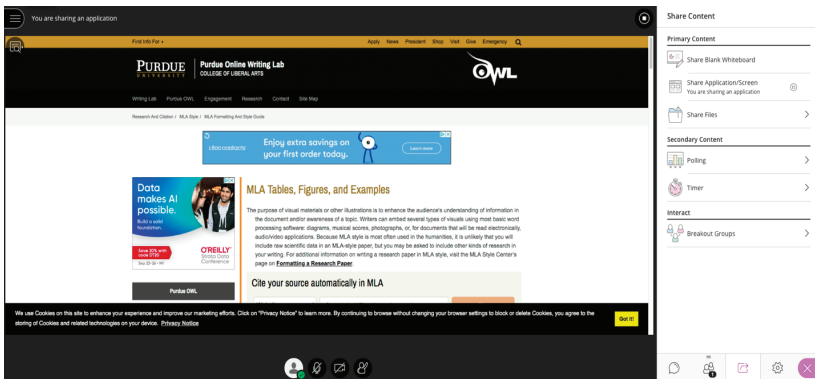 You are sharing an application
Find Info For +
Apply News President Shop Visit Give Emergency
PURDUE
UNIVERSITY
Purdue Online Writing Lab
COLLEGE OF LIBERAL ARTS
OWL
Writing Lab Purdue OWL Engagement Research Contact Site Map
Research And Citation / MLA Style / MLA Formatting And Style Guide
1 800 contacts
Enjoy extra savings on
your first order today.
Learn more
Data
makes AI
possible.
Build a solid
foundation.
Save 20% with
code DT20
O'REILLY
Strata Data
Conference
MLA Tables, Figures, and Examples
The purpose of visual materials or other illustrations is to enhance the audience's understanding of information in
the document and/or awareness of a topic. Writers can embed several types of visuals using most basic word
processing software: diagrams, musical scores, photographs, or, for documents that will be read electronically,
audio/video applications. Because MLA style is most often used in the humanities, it is unlikely that you will
include raw scientific data in an MLA-style paper, but you may be asked to include other kinds of research in
your writing. For additional information on writing a research paper in MLA style, visit the MLA Style Center's
page on Formatting a Research Paper.
Purdue OWL
Cite your source automatically in MLA
We use Cookies on this site to enhance your experience and improve our marketing efforts. Click on "Privacy Notice" to learn more. By continuing to browse without changing your browser settings to block or delete Cookies, you agree to the
storing of Cookies and related technologies on your device. Privacy Notice
Got it!
Share Content
Primary Content
Share Blank Whiteboard
Share Application/Screen
You are sharing an application
Share Files
Secondary Content
Polling
Timer
Interact
Breakout Groups